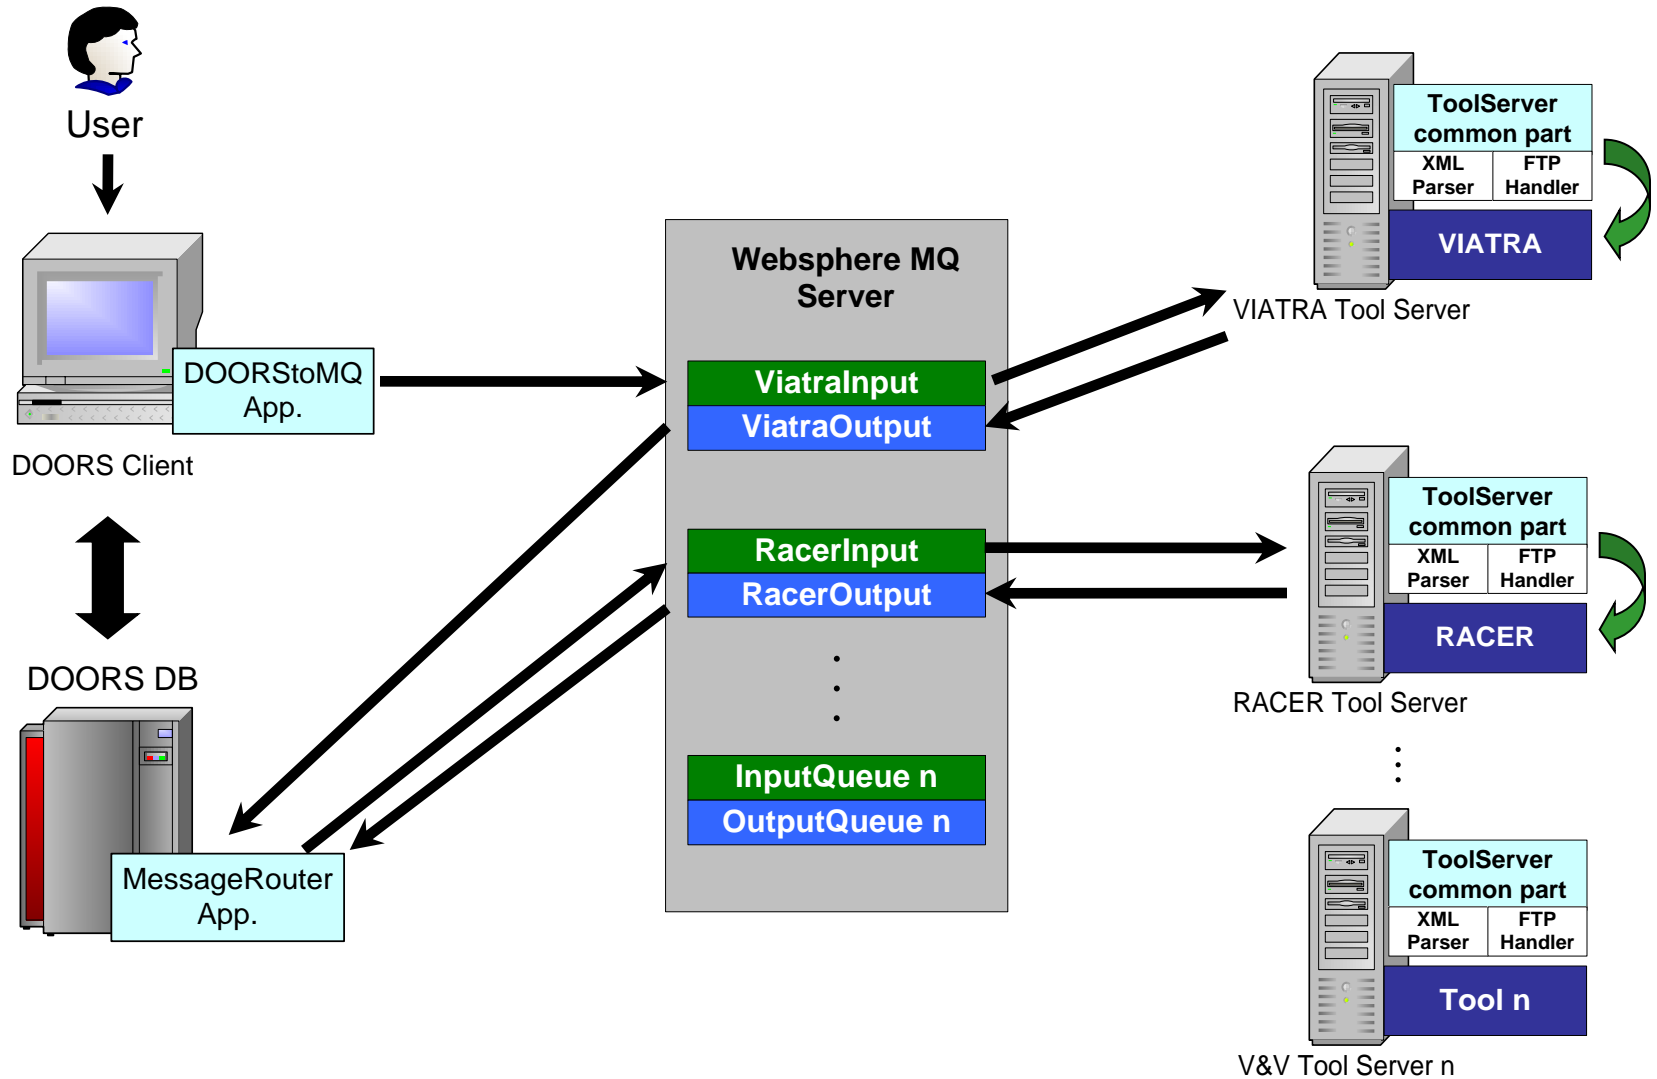 User
DOORStoMQ
App.
DOORS Client
DOORS DB
MessageRouter
App.
Websphere MQ
Server
ViatraInput
ViatraOutput
RacerInput
RacerOutput
InputQueue n
OutputQueue n
ToolServer
common part
XML
Parser
FTP
Handler
VIATRA
VIATRA Tool Server
ToolServer
common part
XML
Parser
FTP
Handler
RACER
RACER Tool Server
ToolServer
common part
XML
Parser
FTP
Handler
Tool n
V&V Tool Server n